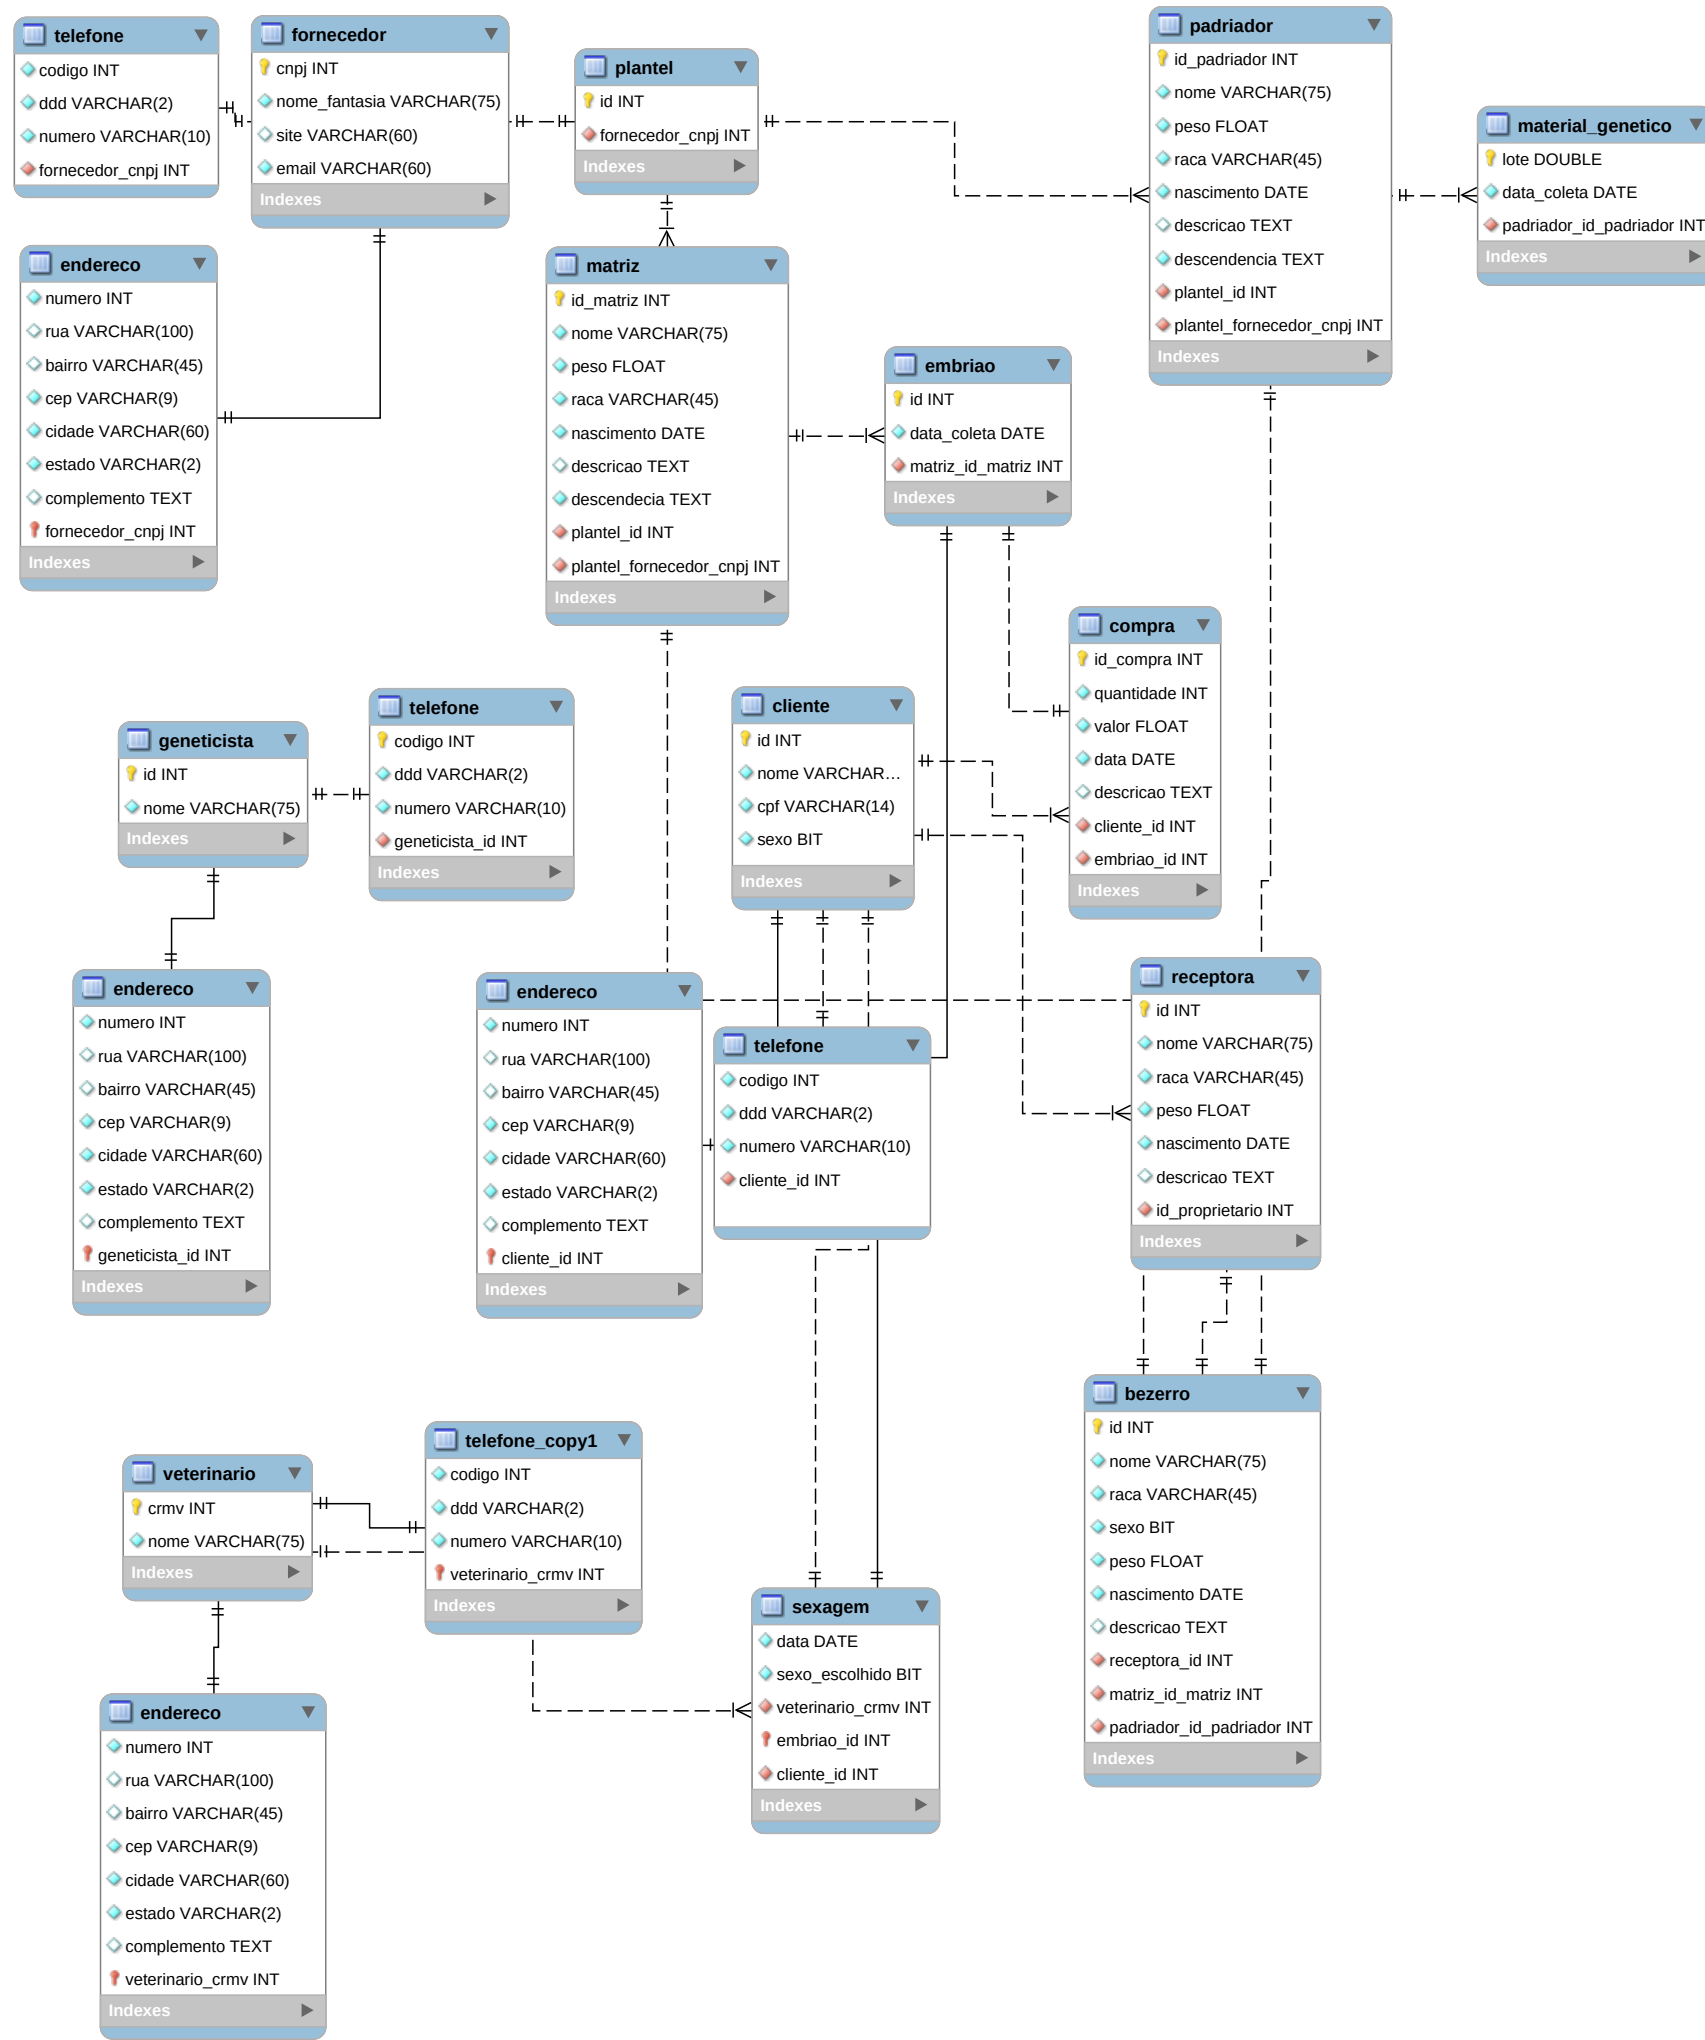 telefone
codigo INT
ddd VARCHAR(2)
numero VARCHAR(10)
fornecedor_cnpj INT
fornecedor
cnpj INT
nome_fantasia VARCHAR(75)
site VARCHAR(60)
email VARCHAR(60)
Indexes
plantel
id INT
fornecedor_cnpj INT
Indexes
padriador
id_padriador INT
nome VARCHAR(75)
peso FLOAT
raca VARCHAR(45)
nascimento DATE
descricao TEXT
descendencia TEXT
plantel_id INT
plantel_fornecedor_cnpj INT
Indexes
material_genetico
lote DOUBLE
data_coleta DATE
padriador_id_padriador INT
Indexes
endereco
numero INT
rua VARCHAR(100)
bairro VARCHAR(45)
cep VARCHAR(9)
cidade VARCHAR(60)
estado VARCHAR(2)
complemento TEXT
fornecedor_cnpj INT
Indexes
matriz
id_matriz INT
nome VARCHAR(75)
peso FLOAT
raca VARCHAR(45)
nascimento DATE
descricao TEXT
descendecia TEXT
plantel_id INT
plantel_fornecedor_cnpj INT
Indexes
embriao
id INT
data_coleta DATE
matriz_id_matriz INT
Indexes
compra
id_compra INT
quantidade INT
valor FLOAT
data DATE
descricao TEXT
cliente_id INT
embriao_id INT
Indexes
geneticista
id INT
nome VARCHAR(75)
Indexes
telefone
codigo INT
ddd VARCHAR(2)
numero VARCHAR(10)
geneticista_id INT
Indexes
cliente
id INT
nome VARCHAR...
cpf VARCHAR(14)
sexo BIT
Indexes
endereco
numero INT
rua VARCHAR(100)
bairro VARCHAR(45)
cep VARCHAR(9)
cidade VARCHAR(60)
estado VARCHAR(2)
complemento TEXT
geneticista_id INT
Indexes
endereco
numero INT
rua VARCHAR(100)
bairro VARCHAR(45)
cep VARCHAR(9)
cidade VARCHAR(60)
estado VARCHAR(2)
complemento TEXT
cliente_id INT
Indexes
telefone
codigo INT
ddd VARCHAR(2)
numero VARCHAR(10)
cliente_id INT
receptora
id INT
nome VARCHAR(75)
raca VARCHAR(45)
peso FLOAT
nascimento DATE
descricao TEXT
id_proprietario INT
Indexes
bezerro
id INT
nome VARCHAR(75)
raca VARCHAR(45)
sexo BIT
peso FLOAT
nascimento DATE
descricao TEXT
receptora_id INT
matriz_id_matriz INT
padriador_id_padriador INT
Indexes
veterinario
crmv INT
nome VARCHAR(75)
Indexes
telefone_copy1
codigo INT
ddd VARCHAR(2)
numero VARCHAR(10)
veterinario_crmv INT
Indexes
sexagem
data DATE
sexo_escolhido BIT
veterinario_crmv INT
embriao_id INT
cliente_id INT
Indexes
endereco
numero INT
rua VARCHAR(100)
bairro VARCHAR(45)
cep VARCHAR(9)
cidade VARCHAR(60)
estado VARCHAR(2)
complemento TEXT
veterinario_crmv INT
Indexes